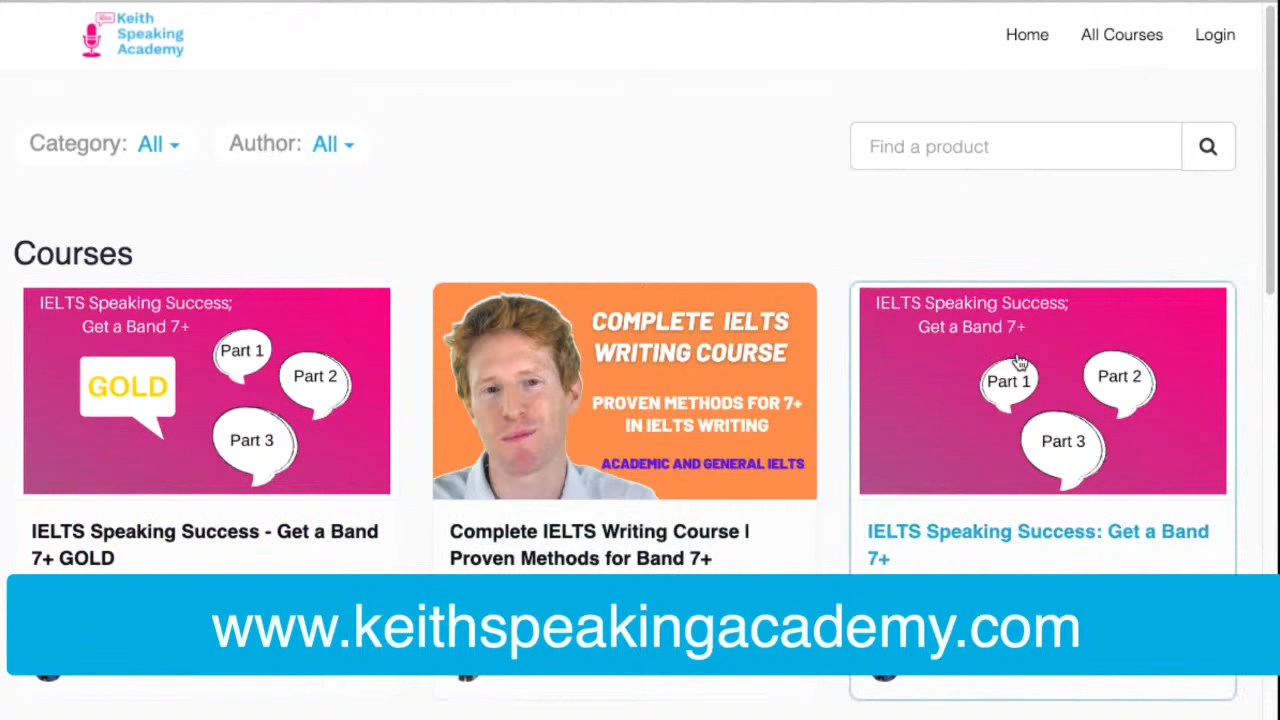 Keith
Speaking
Academy
Home All Courses Login
Category: All Author: All
Find a product
Courses
IELTS Speaking Success;
Get a Band 7+
GOLD
Part 1
Part 2
Part 3
IELTS Speaking Success - Get a Band
7+ GOLD
COMPLETE IELTS
WRITING COURSE
PROVEN METHODS FOR 7+
IN IELTS WRITING
ACADEMIC AND GENERAL IELTS
Complete IELTS Writing Course |
Proven Methods for Band 7+
IELTS Speaking Success;
Get a Band 7+
Part 1
Part 2
Part 3
IELTS Speaking Success: Get a Band
7+
www.keithspeakingacademy.com